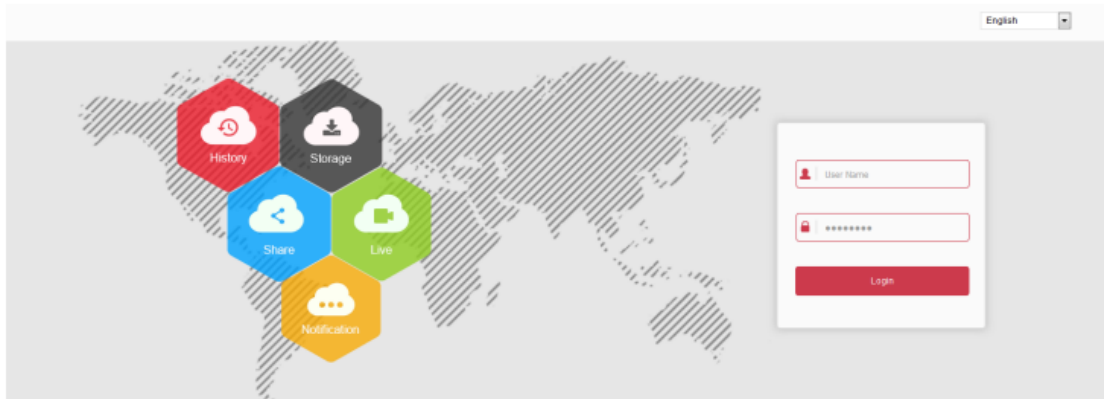 English
History
Storage
Share
Live
Notification
User Name
••••••••
Login